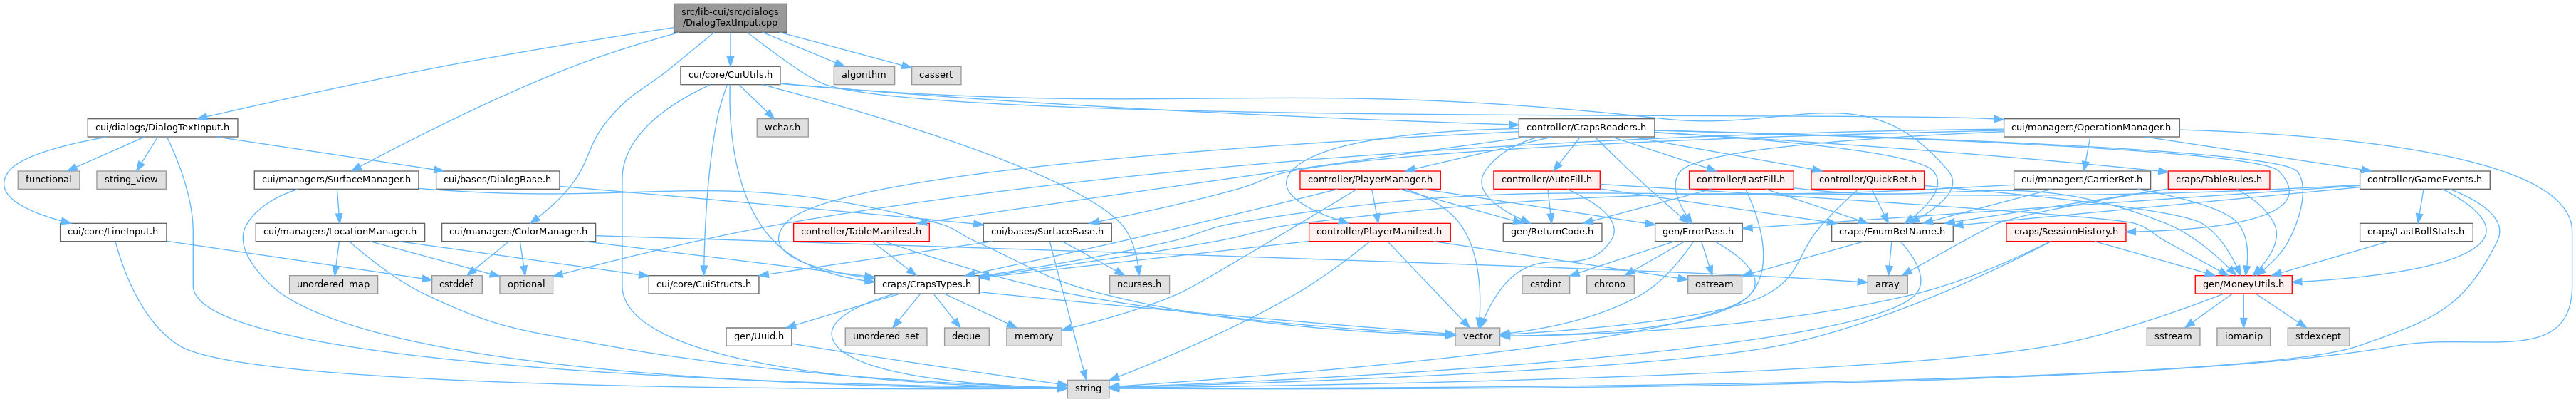 src/lib-cui/src/dialogs
/DialogTextInput.cpp
cui/core/CuiUtils.h
algorithm
cassert
cui/dialogs/DialogTextInput.h
wchar.h
controller/CrapsReaders.h
cui/managers/OperationManager.h
functional
string_view
cui/managers/SurfaceManager.h
cui/bases/DialogBase.h
controller/PlayerManager.h
controller/AutoFill.h
controller/LastFill.h
controller/QuickBet.h
cui/managers/CarrierBet.h
craps/TableRules.h
controller/GameEvents.h
cui/core/LineInput.h
cui/managers/LocationManager.h
cui/managers/ColorManager.h
controller/TableManifest.h
cui/bases/SurfaceBase.h
controller/PlayerManifest.h
gen/ReturnCode.h
gen/ErrorPass.h
craps/EnumBetName.h
craps/SessionHistory.h
craps/LastRollStats.h
unordered_map
cstddef
optional
cui/core/CuiStructs.h
craps/CrapsTypes.h
ncurses.h
cstdint
chrono
ostream
array
gen/MoneyUtils.h
gen/Uuid.h
unordered_set
deque
memory
vector
sstream
iomanip
stdexcept
string